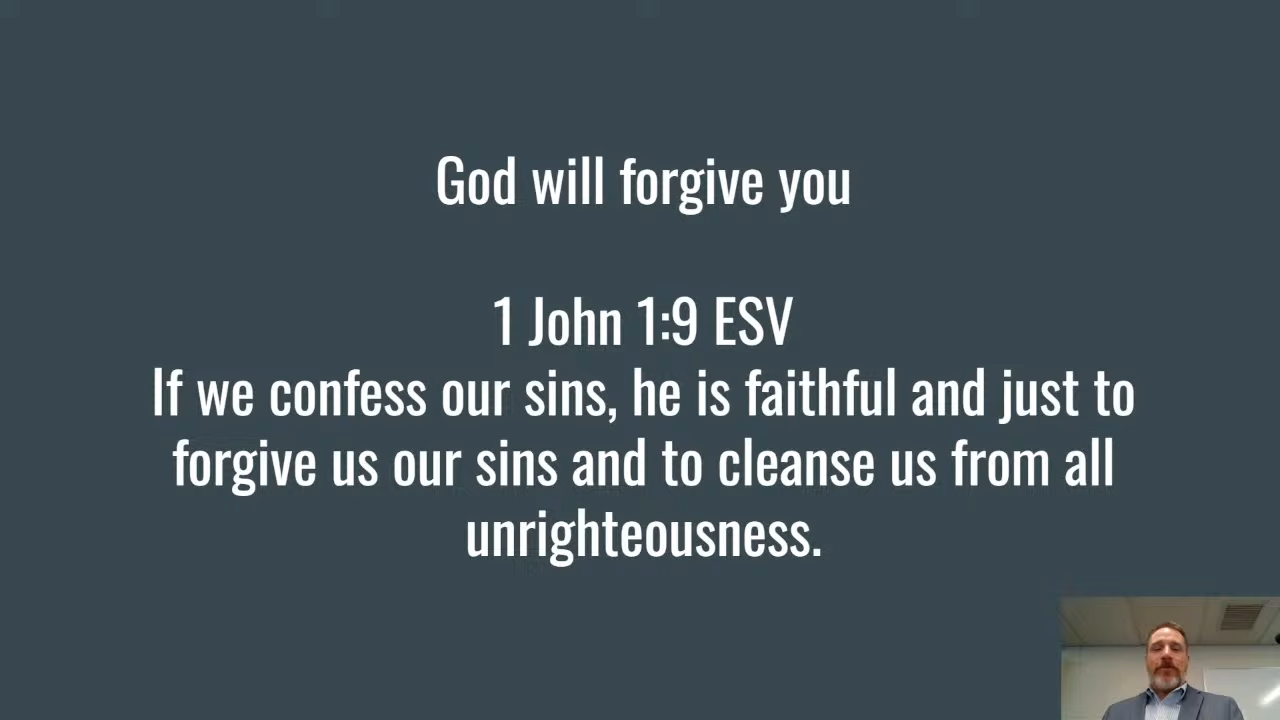 God will forgive you
1 John 1:9 ESV
If we confess our sins, he is faithful and just to
forgive us our sins and to cleanse us from all
unrighteousness.